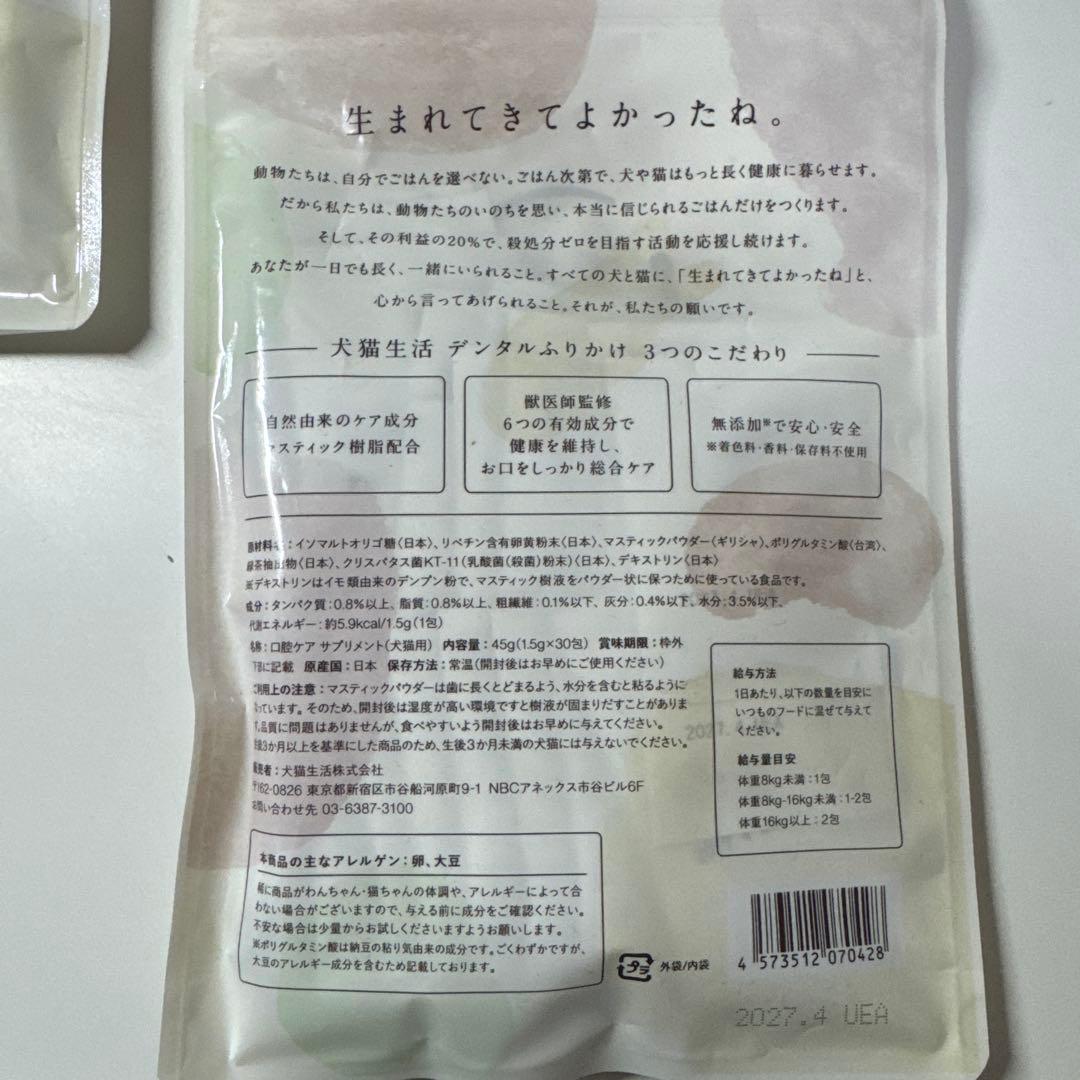 生まれてきてよかったね。
動物たちは、自分でごはんを選べない。ごはん次第で、犬や猫はもっと長く健康に暮らせます。
だから私たちは、動物たちのいのちを思い、本当に信じられるごはんだけをつくります。
そして、その利益の20%で、殺処分ゼロを目指す活動を応援し続けます。
あなたが一日でも長く、一緒にいられること。すべての犬と猫に、「生まれてきてよかったね」と、
心から言ってあげられること。それが、私たちの願いです。
犬猫生活 デンタルふりかけ 3つのこだわり
自然由来のケア成分
マスティック樹脂配合
獣医師監修
6つの有効成分で
健康を維持し、
お口をしっかり総合ケア
無添加※で安心・安全
※着色料・香料・保存料不使用
原材料名：イソマルトオリゴ糖〈日本〉、リペチン含有卵黄粉末〈日本〉、マスティックパウダー〈ギリシャ〉、ポリグルタミン酸〈台湾〉、
緑茶抽出物〈日本〉、クリスパタス菌KT-11（乳酸菌（殺菌）粉末）〈日本〉、デキストリン〈日本〉
※デキストリンはイモ類由来のデンプン粉で、マスティック樹液をパウダー状に保つために使っている食品です。
成分：タンパク質：0.8%以上、脂質：0.8%以上、粗繊維：0.1%以下、灰分：0.4%以下、水分：3.5%以下、
代謝エネルギー：約5.9kcal/1.5g（1包）
名称：口腔ケア サプリメント（犬猫用） 内容量：45g（1.5g×30包） 賞味期限：枠外
下部に記載 原産国：日本 保存方法：常温（開封後はお早めにご使用ください）
ご利用上の注意：マスティックパウダーは歯に長くとどまるよう、水分を含むと粘るように
なっています。そのため、開封後は湿度が高い環境ですと樹液が固まりだすことがありま
す。品質に問題はありませんが、食べやすいよう開封後はお早めに与えてください。
生後3か月以上を基準にした商品のため、生後3か月未満の犬猫には与えないでください。
販売者：犬猫生活株式会社
〒162-0826 東京都新宿区市谷船河原町9-1 NBCアネックス市谷ビル6F
お問い合わせ先 03-6387-3100
給与方法
1日あたり、以下の数量を目安に
いつものフードに混ぜて与えて
ください。
給与量目安
体重8kg未満：1包
体重8kg-16kg未満：1-2包
体重16kg以上：2包
本商品の主なアレルゲン：卵、大豆
稀に商品がわんちゃん・猫ちゃんの体調や、アレルギーによって合
わない場合がございますので、与える前に成分をご確認ください。
不安な場合は少量からお試しくださいますようお願いします。
※ポリグルタミン酸は納豆の粘り気由来の成分です。ごくわずかですが、
大豆のアレルギー成分を含むため記載しております。
プラ 外袋/内袋
4 573512 070428
2027.4 UEA